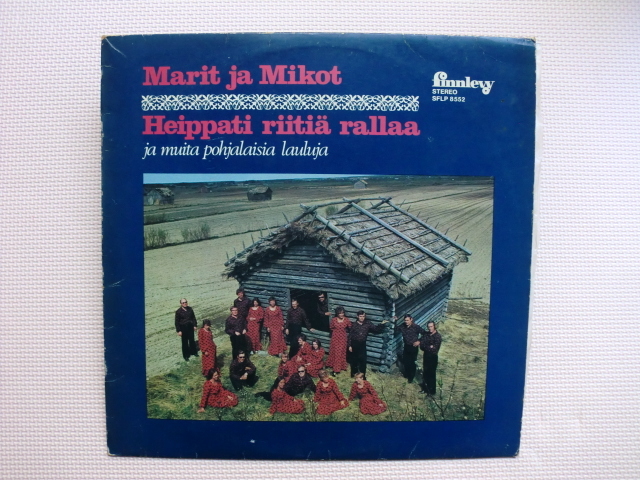 Marit ja Mikot
Heippati riitiä rallaa
ja muita pohjalaisia lauluja
Finnlevy
STEREO
SFLP 8552